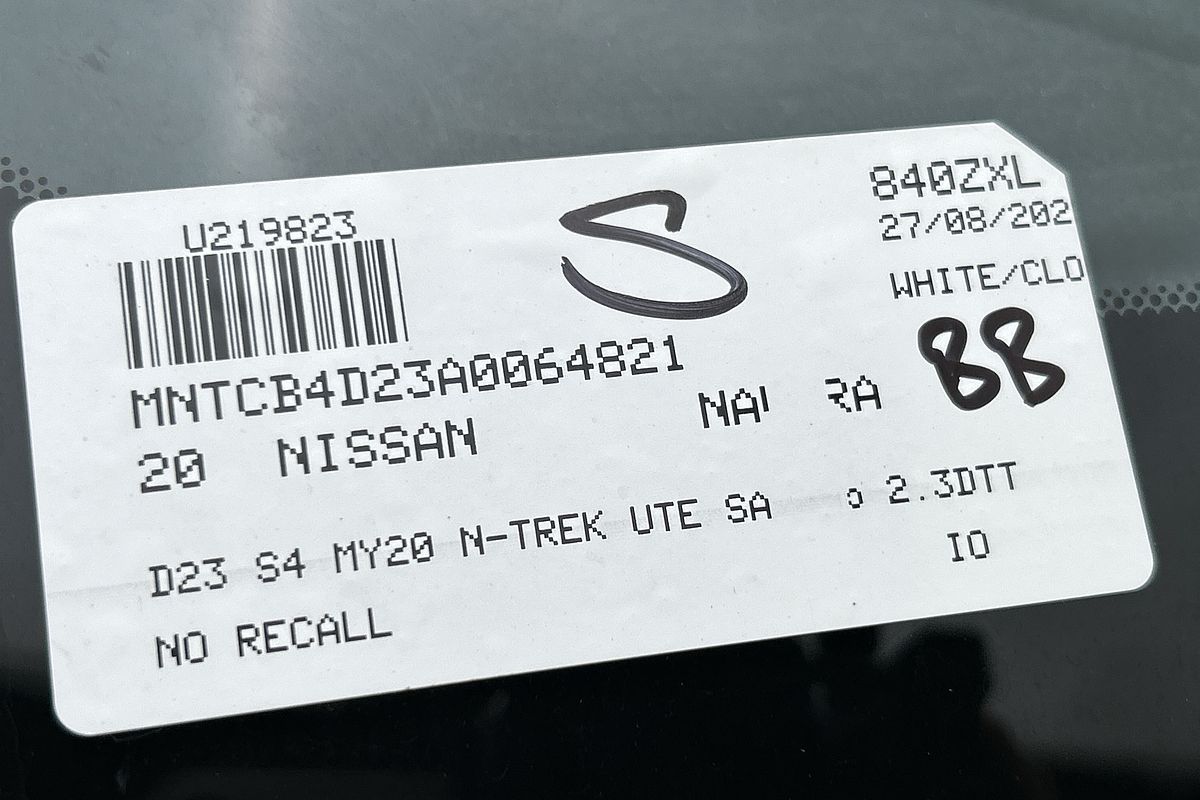 U219823
S
840ZXL
27/08/202
WHITE/CLO
MNTCB4D23A0064821
88
20 NISSAN
D23 S4 MY20 N-TREK UTE SA 2.3DTT
IO
NO RECALL